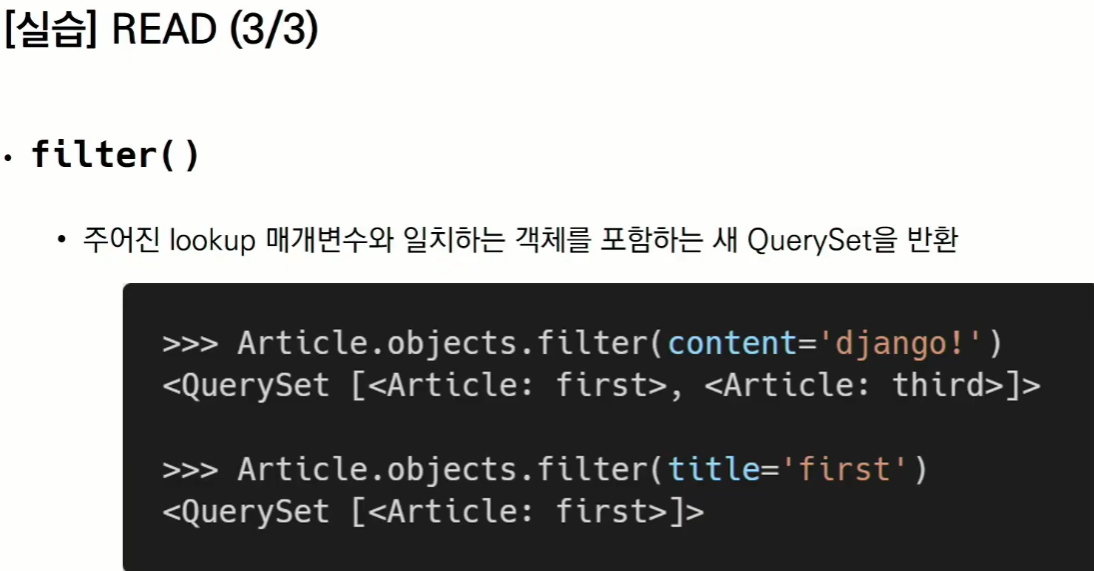 [실습] READ (3/3)
• filter()
• 주어진 lookup 매개변수와 일치하는 객체를 포함하는 새 QuerySet을 반환
>>> Article.objects.filter(content='django!')
<QuerySet [<Article: first>, <Article: third>]>
>>> Article.objects.filter(title='first')
<QuerySet [<Article: first>]>